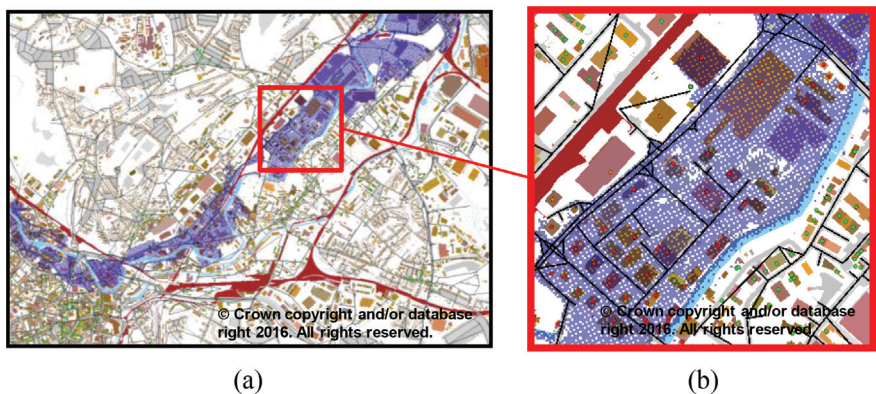 © Crown copyright and/or database
right 2016. All rights reserved.
© Crown copyright and/or database
right 2016. All rights reserved.
(a)
(b)